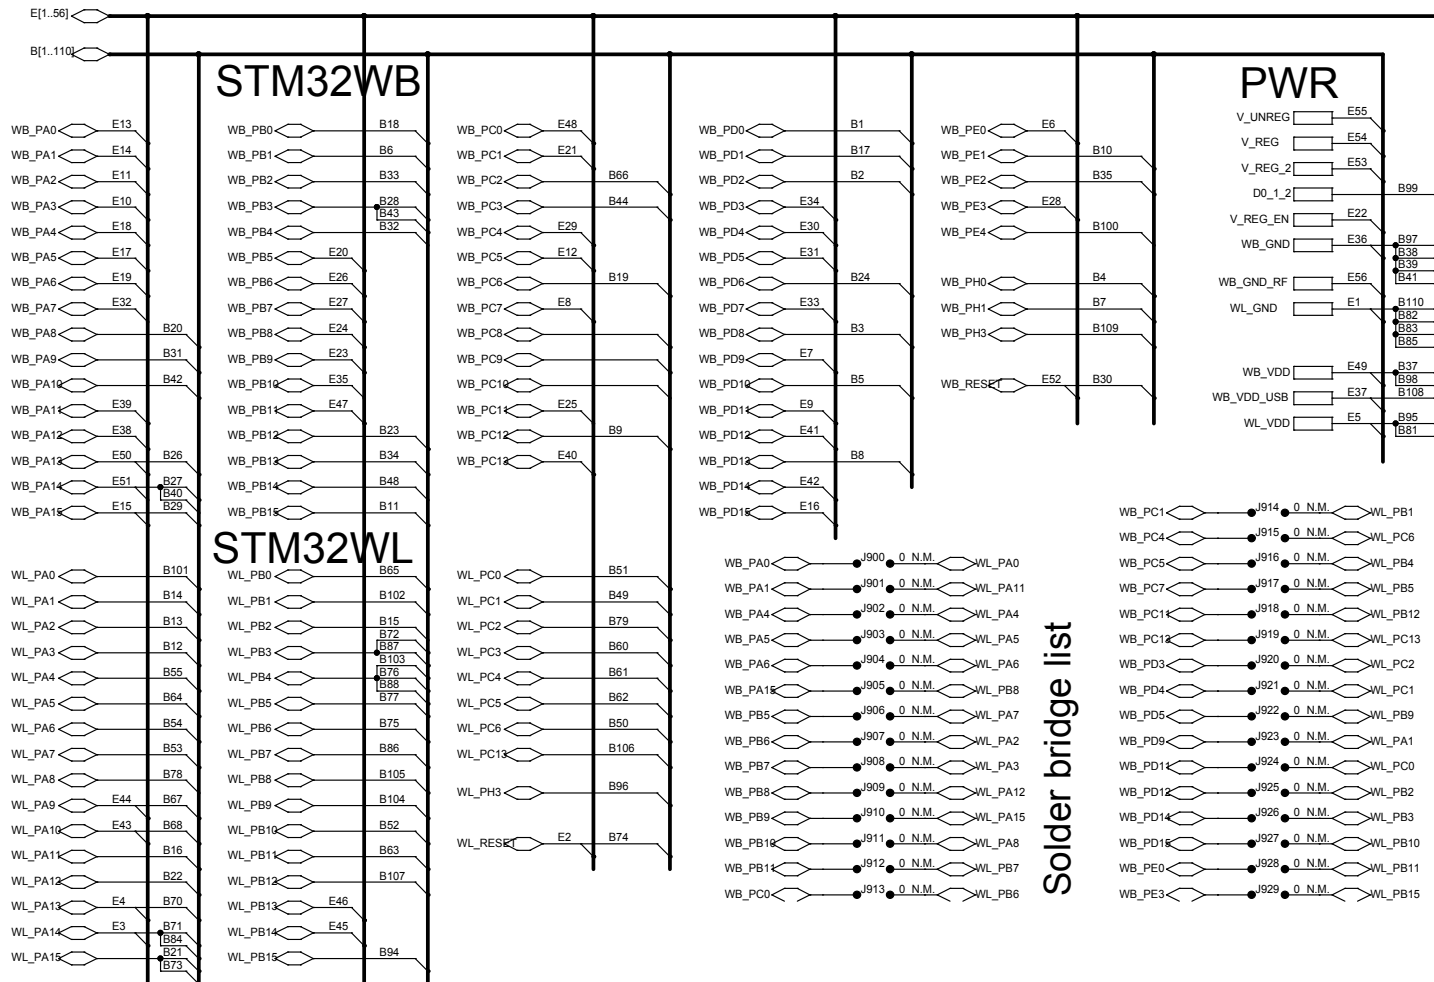 E[1..56]
B[1..110]
STM32WB
WB_PA0 E13
WB_PA1 E14
WB_PA2 E11
WB_PA3 E10
WB_PA4 E18
WB_PA5 E17
WB_PA6 E19
WB_PA7 E32
WB_PA8 B20
WB_PA9 B31
WB_PA10 B42
WB_PA11 E39
WB_PA12 E38
WB_PA13 E50 B26
WB_PA14 E51 B27
B40
WB_PA15 E15 B29
WB_PB0 B18
WB_PB1 B6
WB_PB2 B33
WB_PB3 B28
B43
WB_PB4 B32
WB_PB5 E20
WB_PB6 E26
WB_PB7 E27
WB_PB8 E24
WB_PB9 E23
WB_PB10 E35
WB_PB11 E47
WB_PB12 B23
WB_PB13 B34
WB_PB14 B48
WB_PB15 B11
WB_PC0 E48
WB_PC1 E21
WB_PC2 B66
WB_PC3 B44
WB_PC4 E29
WB_PC5 E12
WB_PC6 B19
WB_PC7 E8
WB_PC8
WB_PC9
WB_PC10
WB_PC11 E25
WB_PC12 B9
WB_PC13 E40
WB_PD0 B1
WB_PD1 B17
WB_PD2 B2
WB_PD3 E34
WB_PD4 E30
WB_PD5 E31
WB_PD6 B24
WB_PD7 E33
WB_PD8 B3
WB_PD9 E7
WB_PD10 B5
WB_PD11 E9
WB_PD12 E41
WB_PD13 B8
WB_PD14 E42
WB_PD15 E16
WB_PE0 E6
WB_PE1 B10
WB_PE2 B35
WB_PE3 E28
WB_PE4 B100
WB_PH0 B4
WB_PH1 B7
WB_PH3 B109
WB_RESET E52 B30
PWR
V_UNREG E55
V_REG E54
V_REG_2 E53
D0_1_2 B99
V_REG_EN E22
WB_GND E36 B97
B38
B39
WB_GND_RF E56 B41
WL_GND E1 B110
B82
B83
B85
WB_VDD E49 B37
B98
WB_VDD_USB E37 B108
WL_VDD E5 B95
B81
STM32WL
WL_PA0 B101
WL_PA1 B14
WL_PA2 B13
WL_PA3 B12
WL_PA4 B55
WL_PA5 B64
WL_PA6 B54
WL_PA7 B53
WL_PA8 B78
WL_PA9 E44 B67
WL_PA10 E43 B68
WL_PA11 B16
WL_PA12 B22
WL_PA13 E4 B70
WL_PA14 E3 B71
B84
WL_PA15 B21
B73
WL_PB0 B65
WL_PB1 B102
WL_PB2 B15
B72
WL_PB3 B87
B103
WL_PB4 B76
B88
WL_PB5 B77
WL_PB6 B75
WL_PB7 B86
WL_PB8 B105
WL_PB9 B104
WL_PB10 B52
WL_PB11 B63
WL_PB12 B107
WL_PB13 E46
WL_PB14 E45
WL_PB15 B94
WL_PC0 B51
WL_PC1 B49
WL_PC2 B79
WL_PC3 B60
WL_PC4 B61
WL_PC5 B62
WL_PC6 B50
WL_PC13 B106
WL_PH3 B96
WL_RESET E2 B74
WB_PA0 J900 0 N.M. WL_PA0
WB_PA1 J901 0 N.M. WL_PA11
WB_PA4 J902 0 N.M. WL_PA4
WB_PA5 J903 0 N.M. WL_PA5
WB_PA6 J904 0 N.M. WL_PA6
WB_PA15 J905 0 N.M. WL_PB8
WB_PB5 J906 0 N.M. WL_PA7
WB_PB6 J907 0 N.M. WL_PA2
WB_PB7 J908 0 N.M. WL_PA3
WB_PB8 J909 0 N.M. WL_PA12
WB_PB9 J910 0 N.M. WL_PA15
WB_PB10 J911 0 N.M. WL_PA8
WB_PB11 J912 0 N.M. WL_PB7
WB_PC0 J913 0 N.M. WL_PB6
Solder bridge list
WB_PC1 J914 0 N.M. WL_PB1
WB_PC4 J915 0 N.M. WL_PC6
WB_PC5 J916 0 N.M. WL_PB4
WB_PC7 J917 0 N.M. WL_PB5
WB_PC11 J918 0 N.M. WL_PB12
WB_PC13 J919 0 N.M. WL_PC13
WB_PD3 J920 0 N.M. WL_PC2
WB_PD4 J921 0 N.M. WL_PC1
WB_PD5 J922 0 N.M. WL_PB9
WB_PD9 J923 0 N.M. WL_PA1
WB_PD11 J924 0 N.M. WL_PC0
WB_PD12 J925 0 N.M. WL_PB2
WB_PD14 J926 0 N.M. WL_PB3
WB_PD15 J927 0 N.M. WL_PB10
WB_PE0 J928 0 N.M. WL_PB11
WB_PE3 J929 0 N.M. WL_PB15